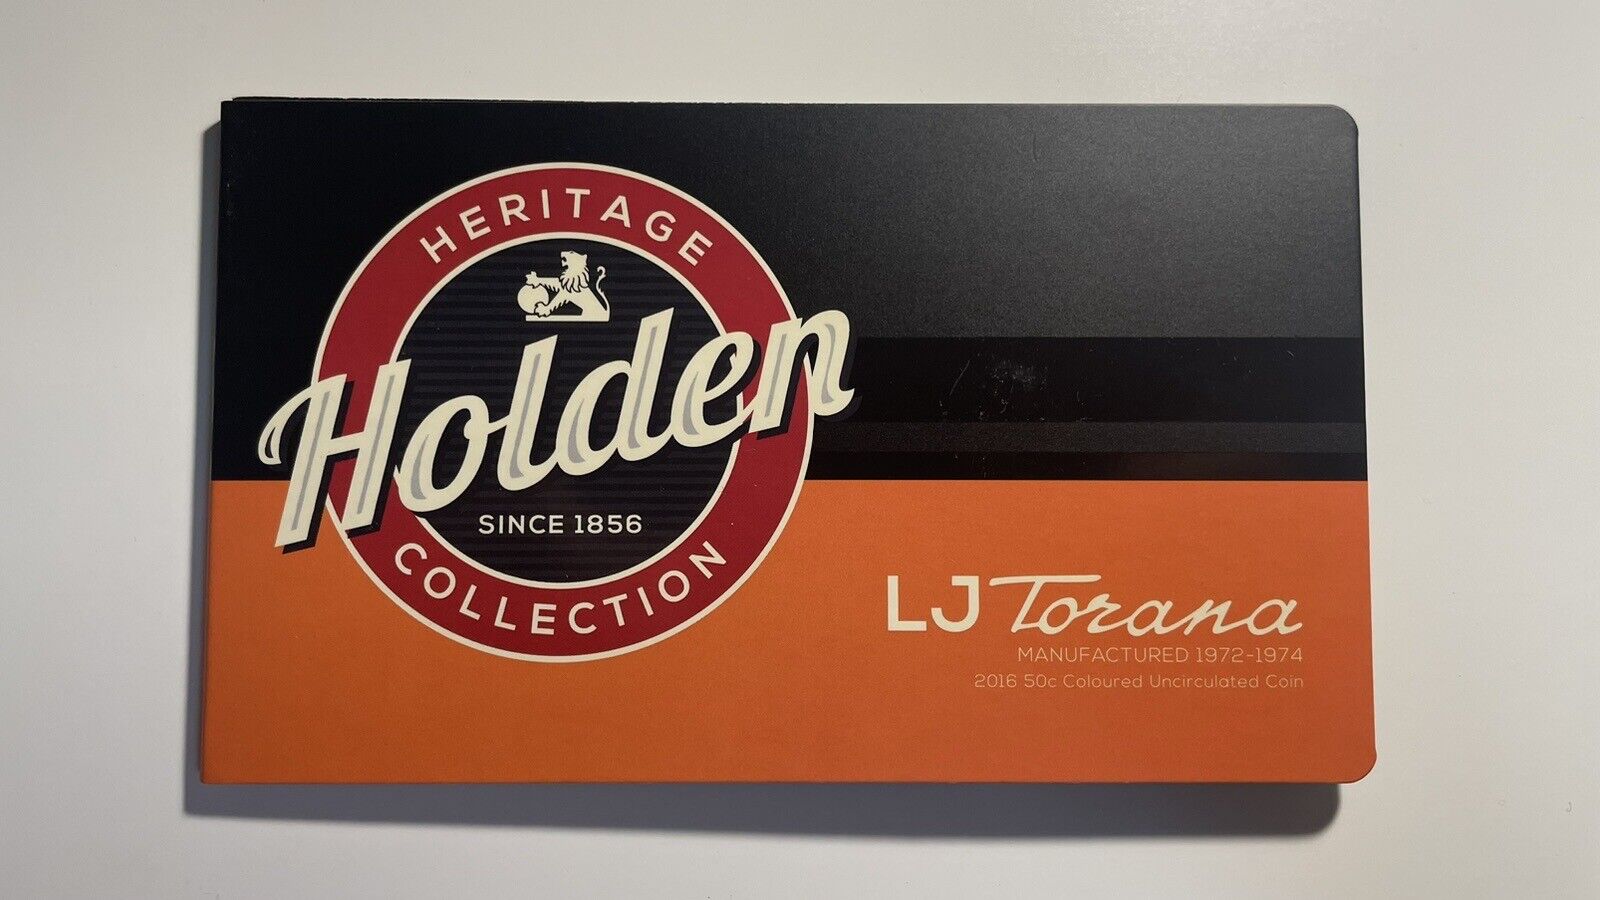 HERITAGE
Holden
SINCE 1856
COLLECTION
LJ Torana
MANUFACTURED 1972-1974
2016 50c Coloured Uncirculated Coin